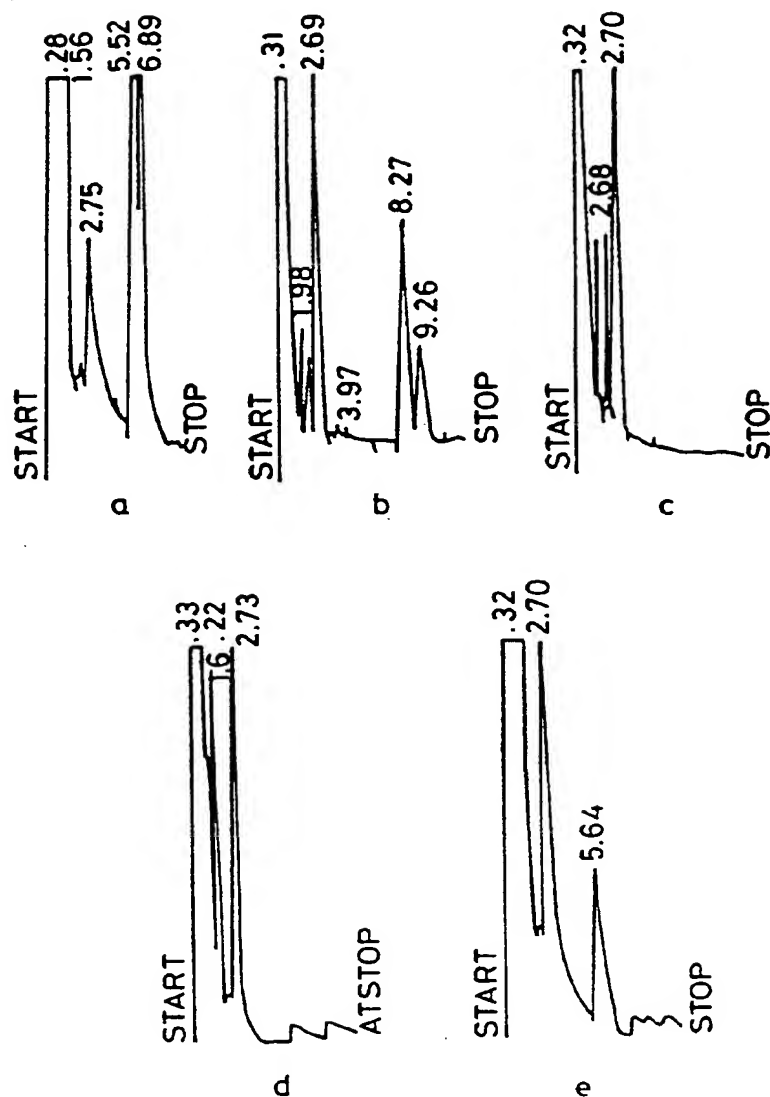 START
.28
1.56
2.75
5.52
6.89
STOP
a
START
.31
1.98
2.69
3.97
8.27
9.26
STOP
b
START
.32
2.68
2.70
STOP
c
START
.33
1.6
.22
2.73
ATSTOP
d
START
.32
2.70
5.64
STOP
e